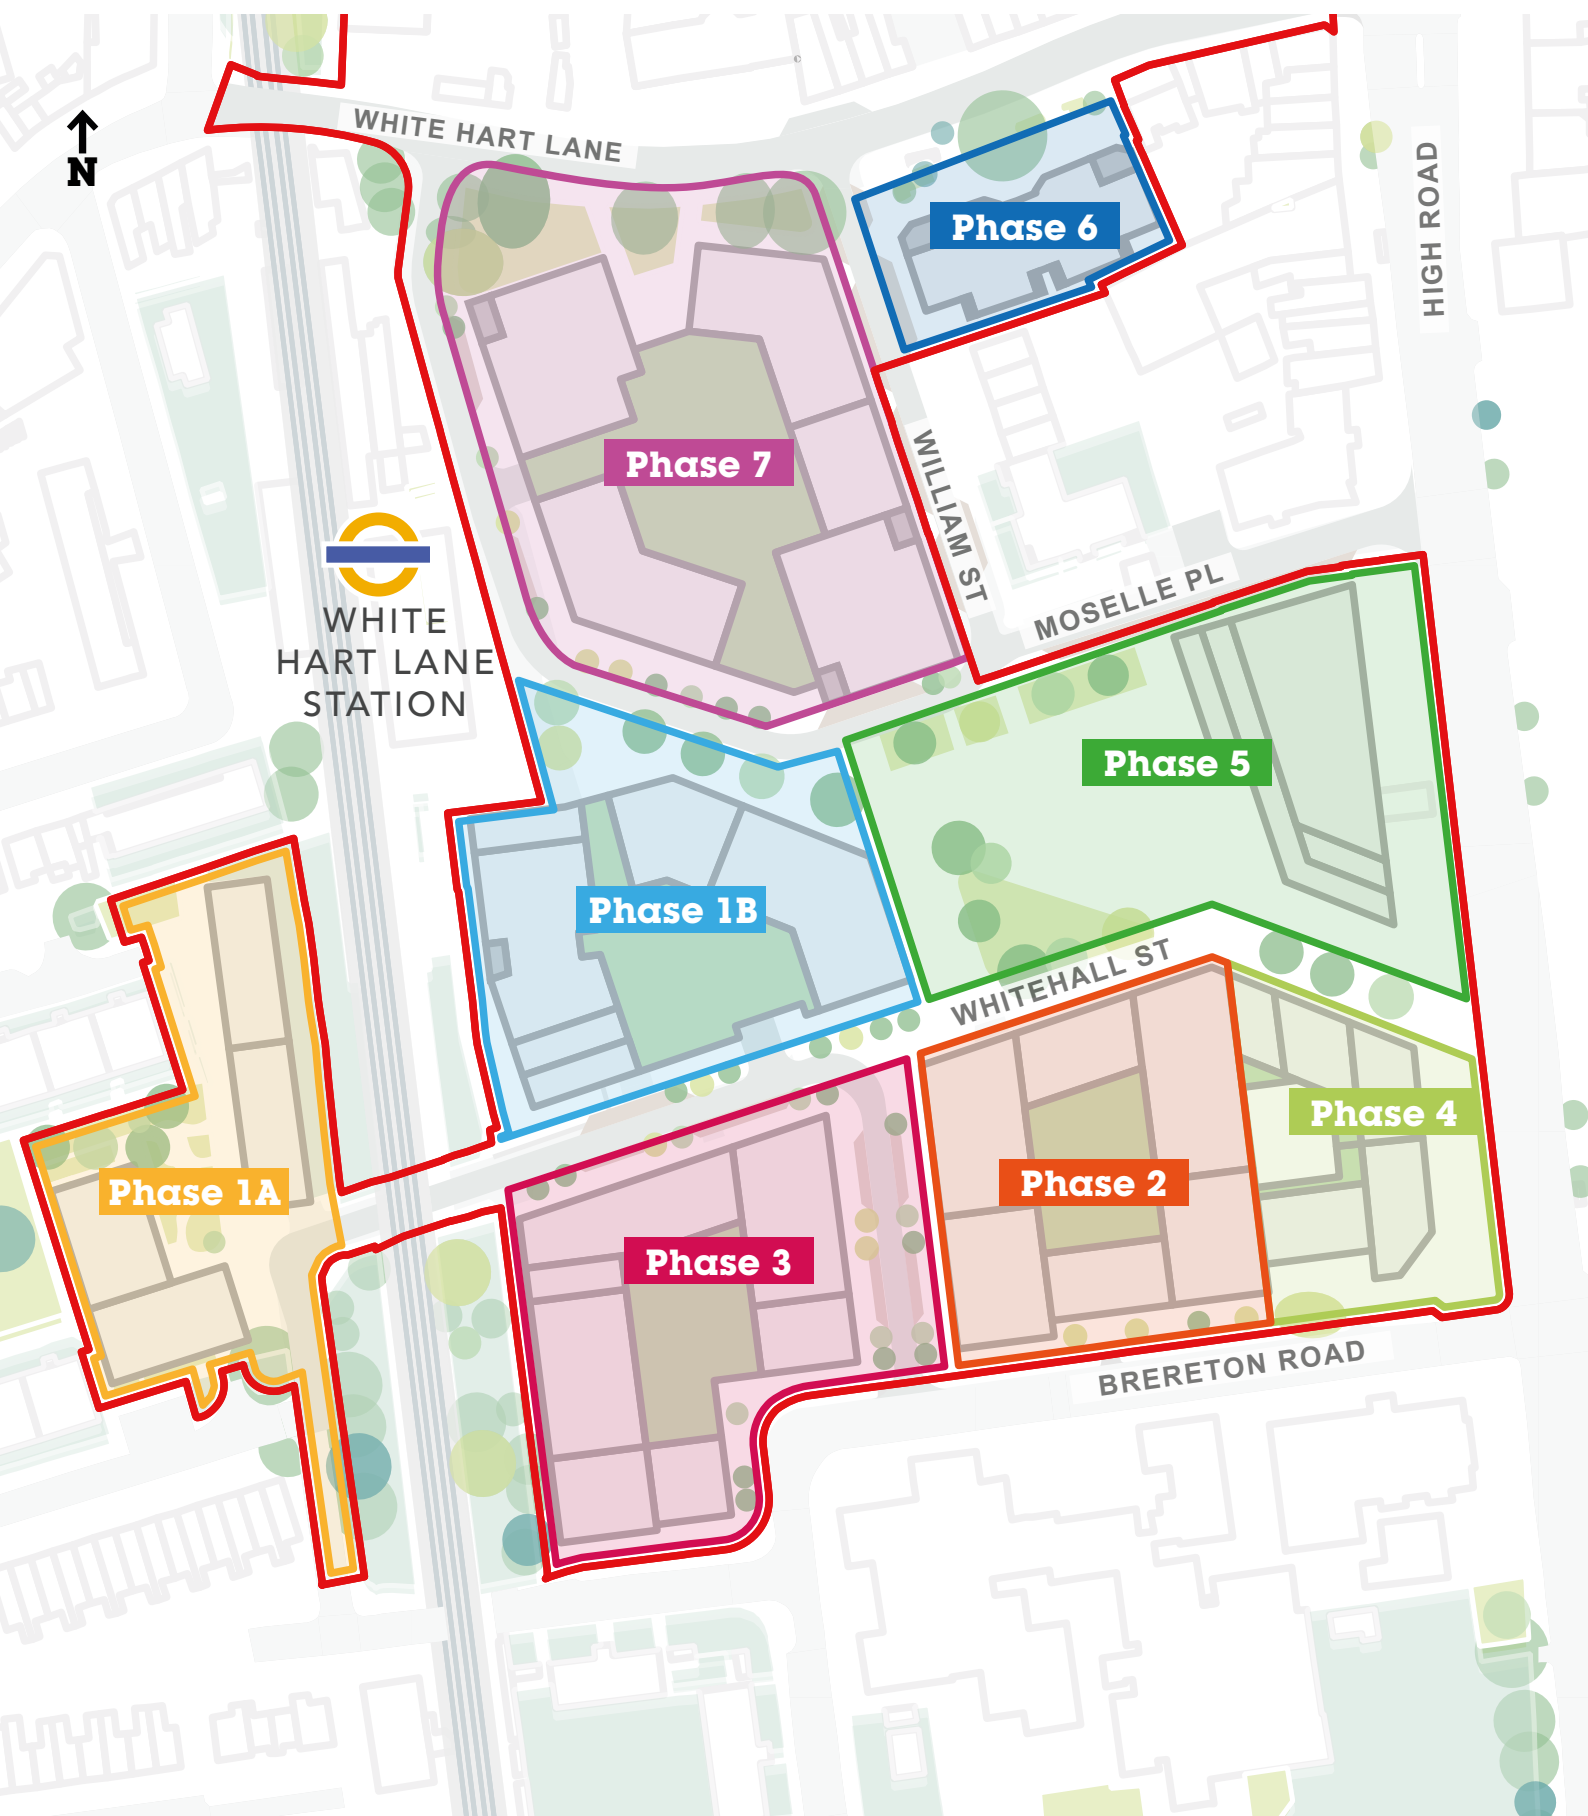 WHITE HART LANE
N
HIGH ROAD
Phase 6
Phase 7
WILLIAM ST
WHITE
HART LANE
STATION
MOSELLE PL
Phase 5
Phase 1B
WHITEHALL ST
Phase 4
Phase 1A
Phase 2
Phase 3
BRERETON ROAD